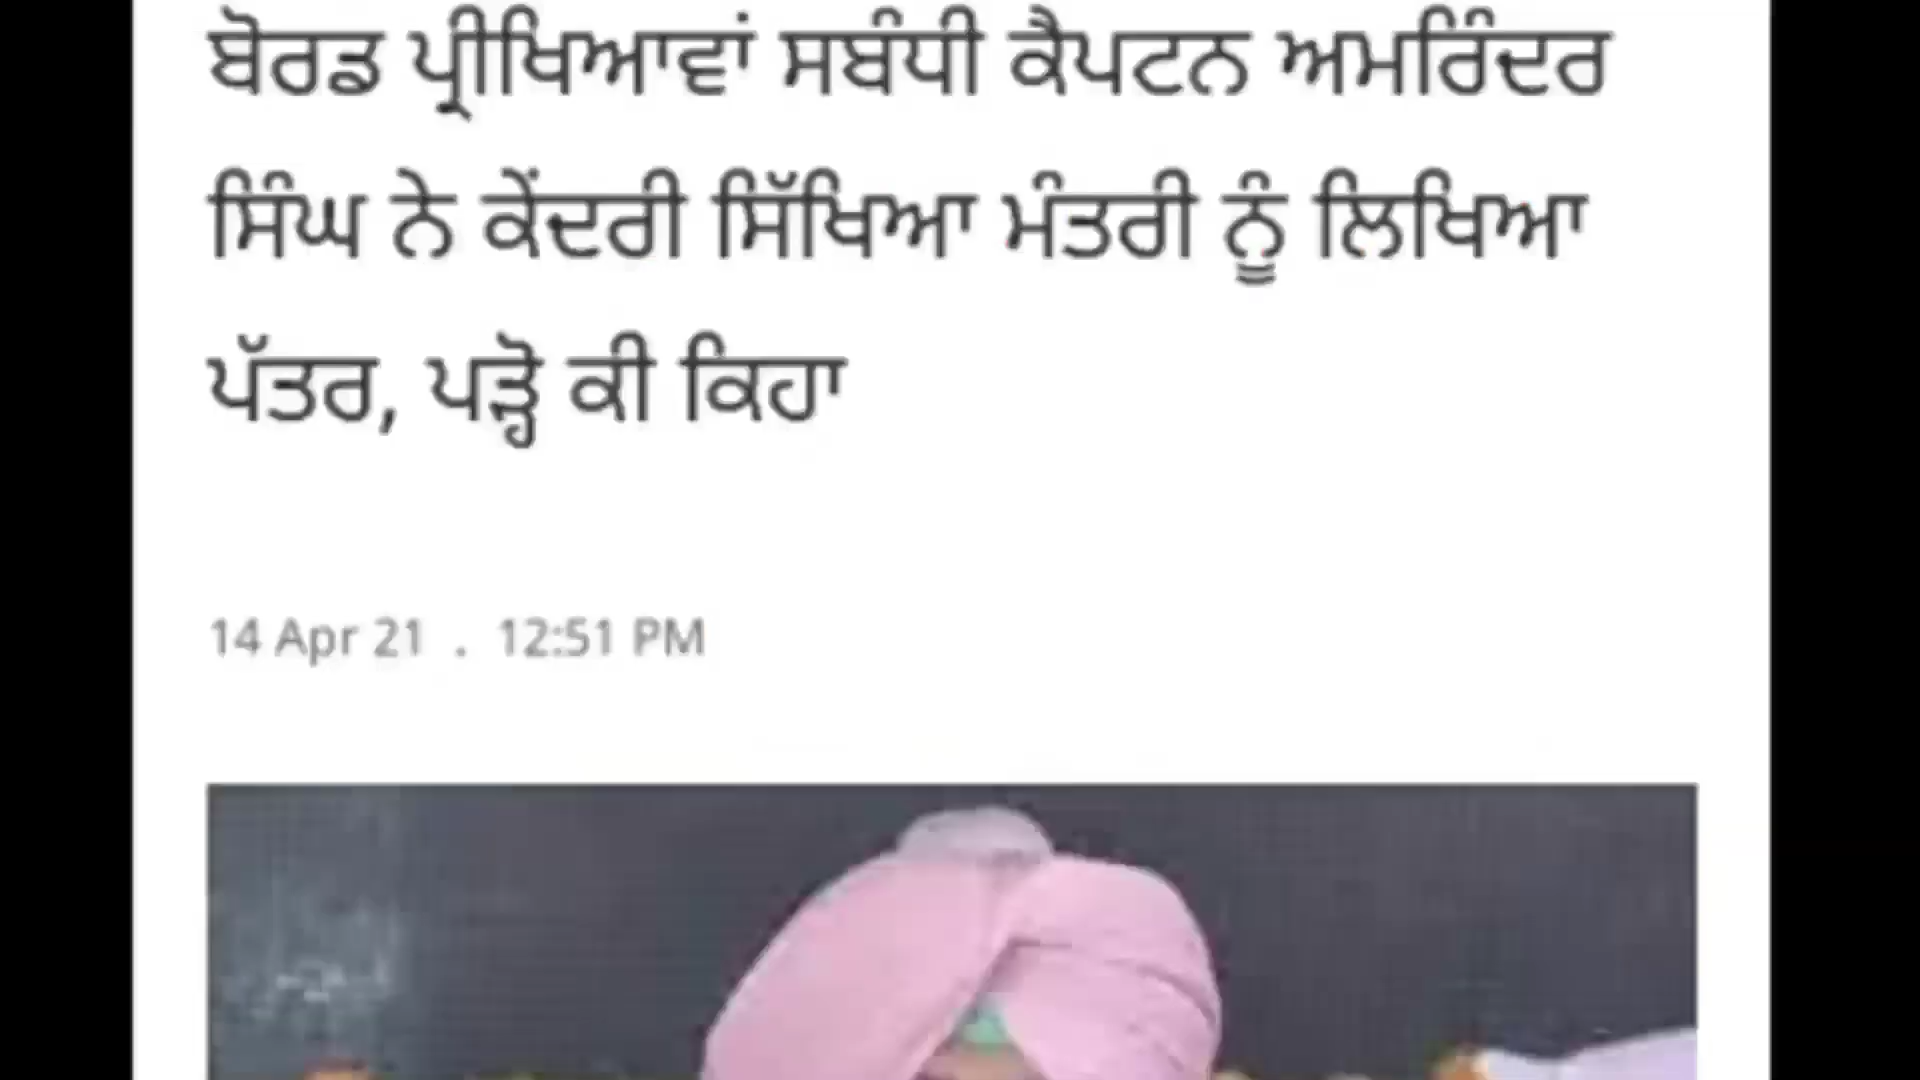 ਬੋਰਡ ਪ੍ਰੀਖਿਆਵਾਂ ਸਬੰਧੀ ਕੈਪਟਨ ਅਮਰਿੰਦਰ
ਸਿੰਘ ਨੇ ਕੇਂਦਰੀ ਸਿੱਖਿਆ ਮੰਤਰੀ ਨੂੰ ਲਿਖਿਆ
ਪੱਤਰ, ਪੜ੍ਹੋ ਕੀ ਕਿਹਾ
14 Apr 21 . 12:51 PM